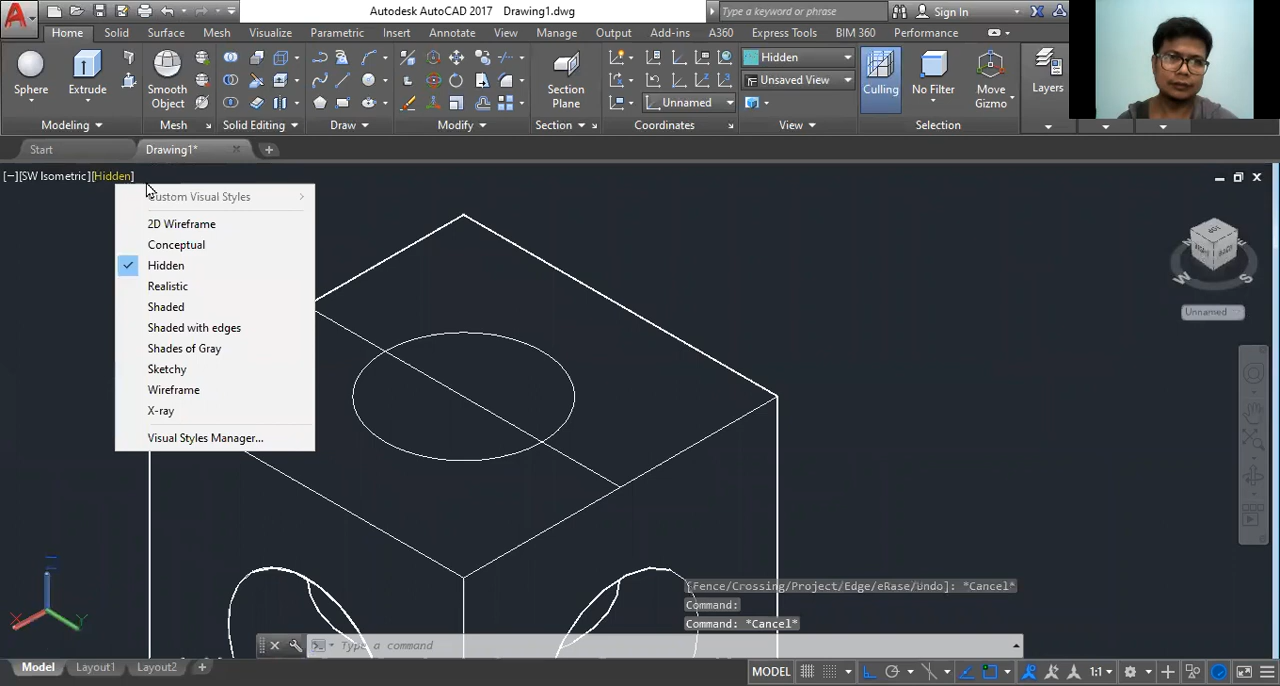 Autodesk AutoCAD 2017 Drawing1.dwg
Type a keyword or phrase
Sign In
Home Solid Surface Mesh Visualize Parametric Insert Annotate View Manage Output Add-ins A360 Express Tools BIM 360 Performance
Hidden
Unsaved View
Unnamed
Sphere Extrude Smooth Object Section Plane Culling No Filter Move Gizmo Layers
Modeling Mesh Solid Editing Draw Modify Section Coordinates View Selection
Start Drawing1*
[−][SW Isometric][Hidden]
Custom Visual Styles
2D Wireframe
Conceptual
Hidden
Realistic
Shaded
Shaded with edges
Shades of Gray
Sketchy
Wireframe
X-ray
Visual Styles Manager...
W S
Unnamed
[Fence/Crossing/Project/Edge/eRase/Undo]: *Cancel*
Command:
Command: *Cancel*
Type a command
Model Layout1 Layout2
MODEL 1:1